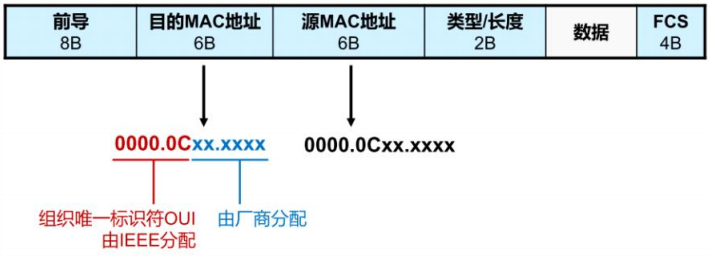 前导 目的MAC地址 源MAC地址 类型/长度 数据 FCS
8B 6B 6B 2B 4B
0000.0Cxx.xxxx 0000.0Cxx.xxxx
组织唯一标识符OUI 由厂商分配
由IEEE分配